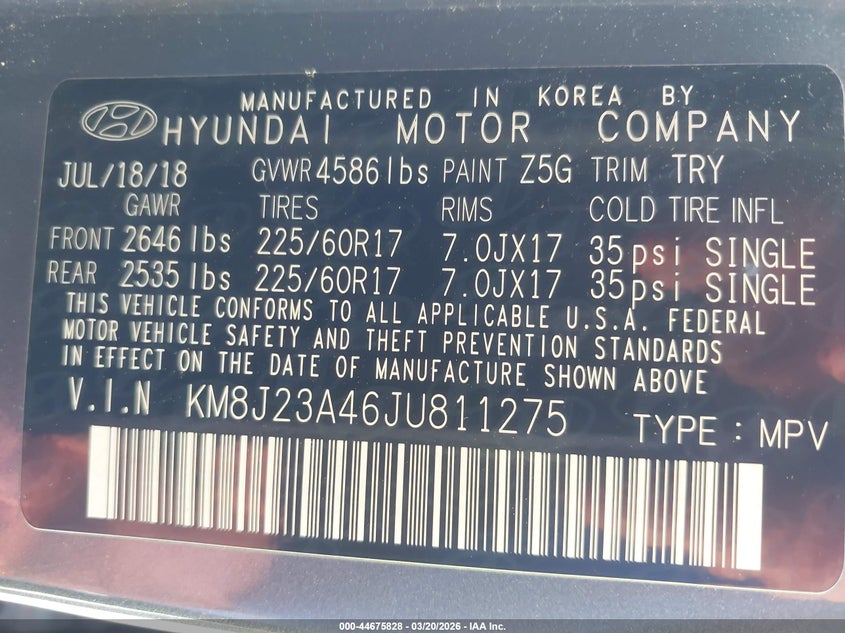 MANUFACTURED IN KOREA BY
HYUNDAI MOTOR COMPANY
JUL/18/18 GVWR 4586 lbs PAINT Z5G TRIM TRY
GAWR TIRES RIMS COLD TIRE INFL
FRONT 2646 lbs 225/60R17 7.0JX17 35psi SINGLE
REAR 2535 lbs 225/60R17 7.0JX17 35psi SINGLE
THIS VEHICLE CONFORMS TO ALL APPLICABLE U.S.A. FEDERAL
MOTOR VEHICLE SAFETY AND THEFT PREVENTION STANDARDS
IN EFFECT ON THE DATE OF MANUFACTURE SHOWN ABOVE
V.I.N KM8J23A46JU811275 TYPE : MPV
000-44675828 - 03/20/2026 - IAA Inc.